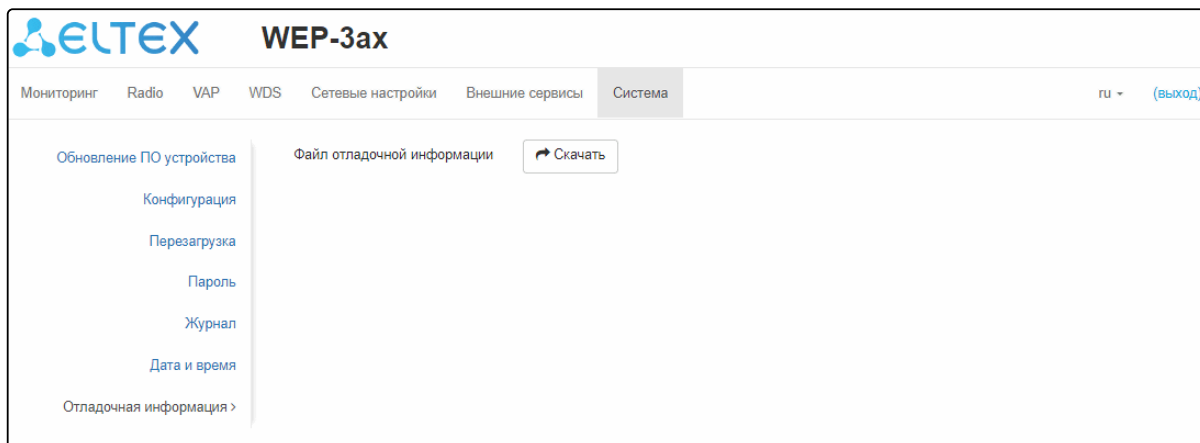 ELTEX WEP-3ax
Мониторинг Radio VAP WDS Сетевые настройки Внешние сервисы Система ru (выход)
Обновление ПО устройства Файл отладочной информации Скачать
Конфигурация
Перезагрузка
Пароль
Журнал
Дата и время
Отладочная информация >